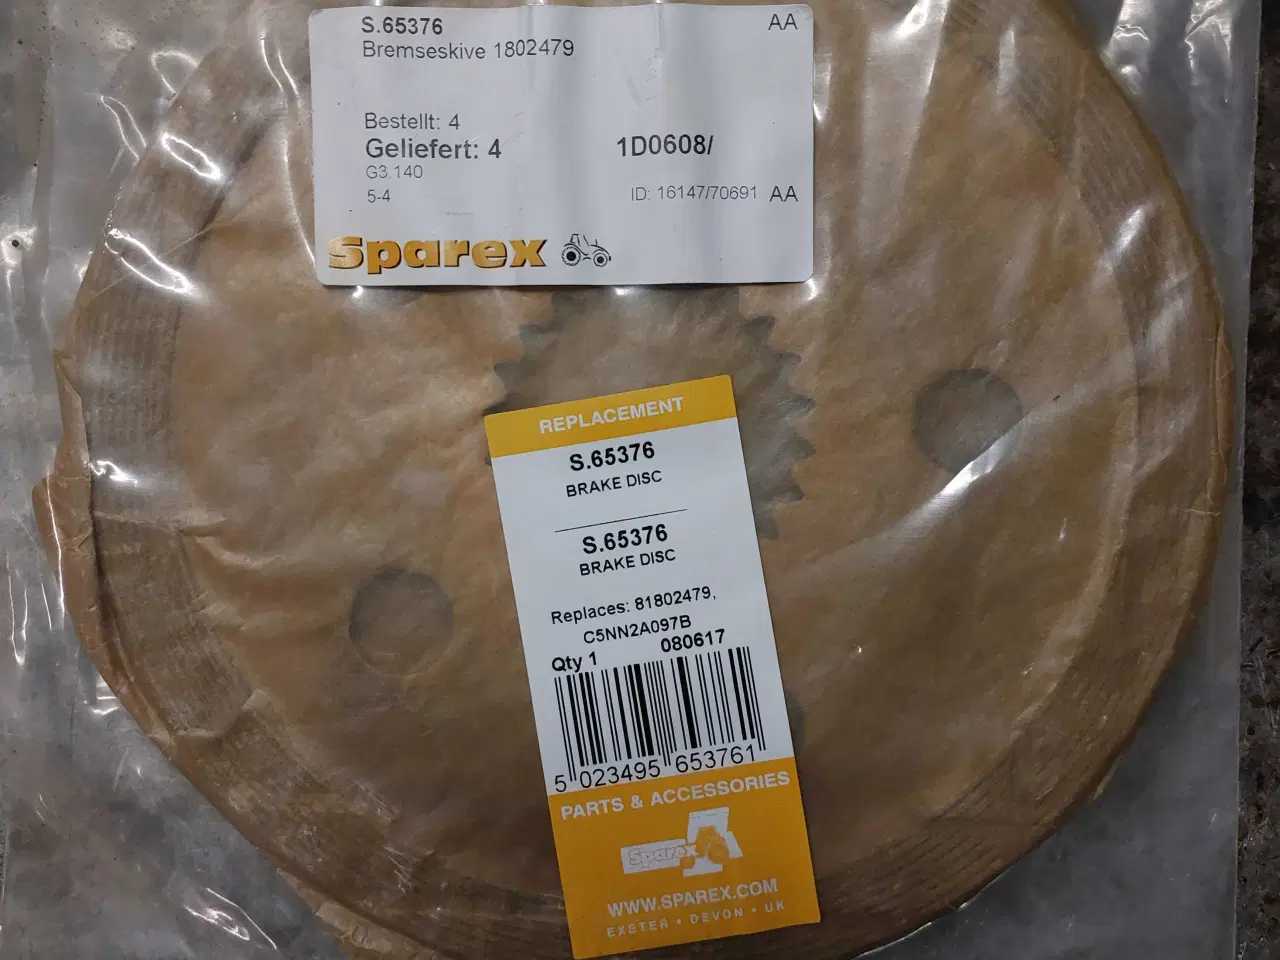 S.65376 AA
Bremseskive 1802479
Bestellt: 4
Geliefert: 4 1D0608/
G3.140
5-4 ID: 16147/70691 AA
Sparex
REPLACEMENT
S.65376
BRAKE DISC
S.65376
BRAKE DISC
Replaces: 81802479,
C5NN2A097B
Qty 1 080617
5 023495 653761
PARTS & ACCESSORIES
Sparex
WWW.SPAREX.COM
EXETER • DEVON • UK